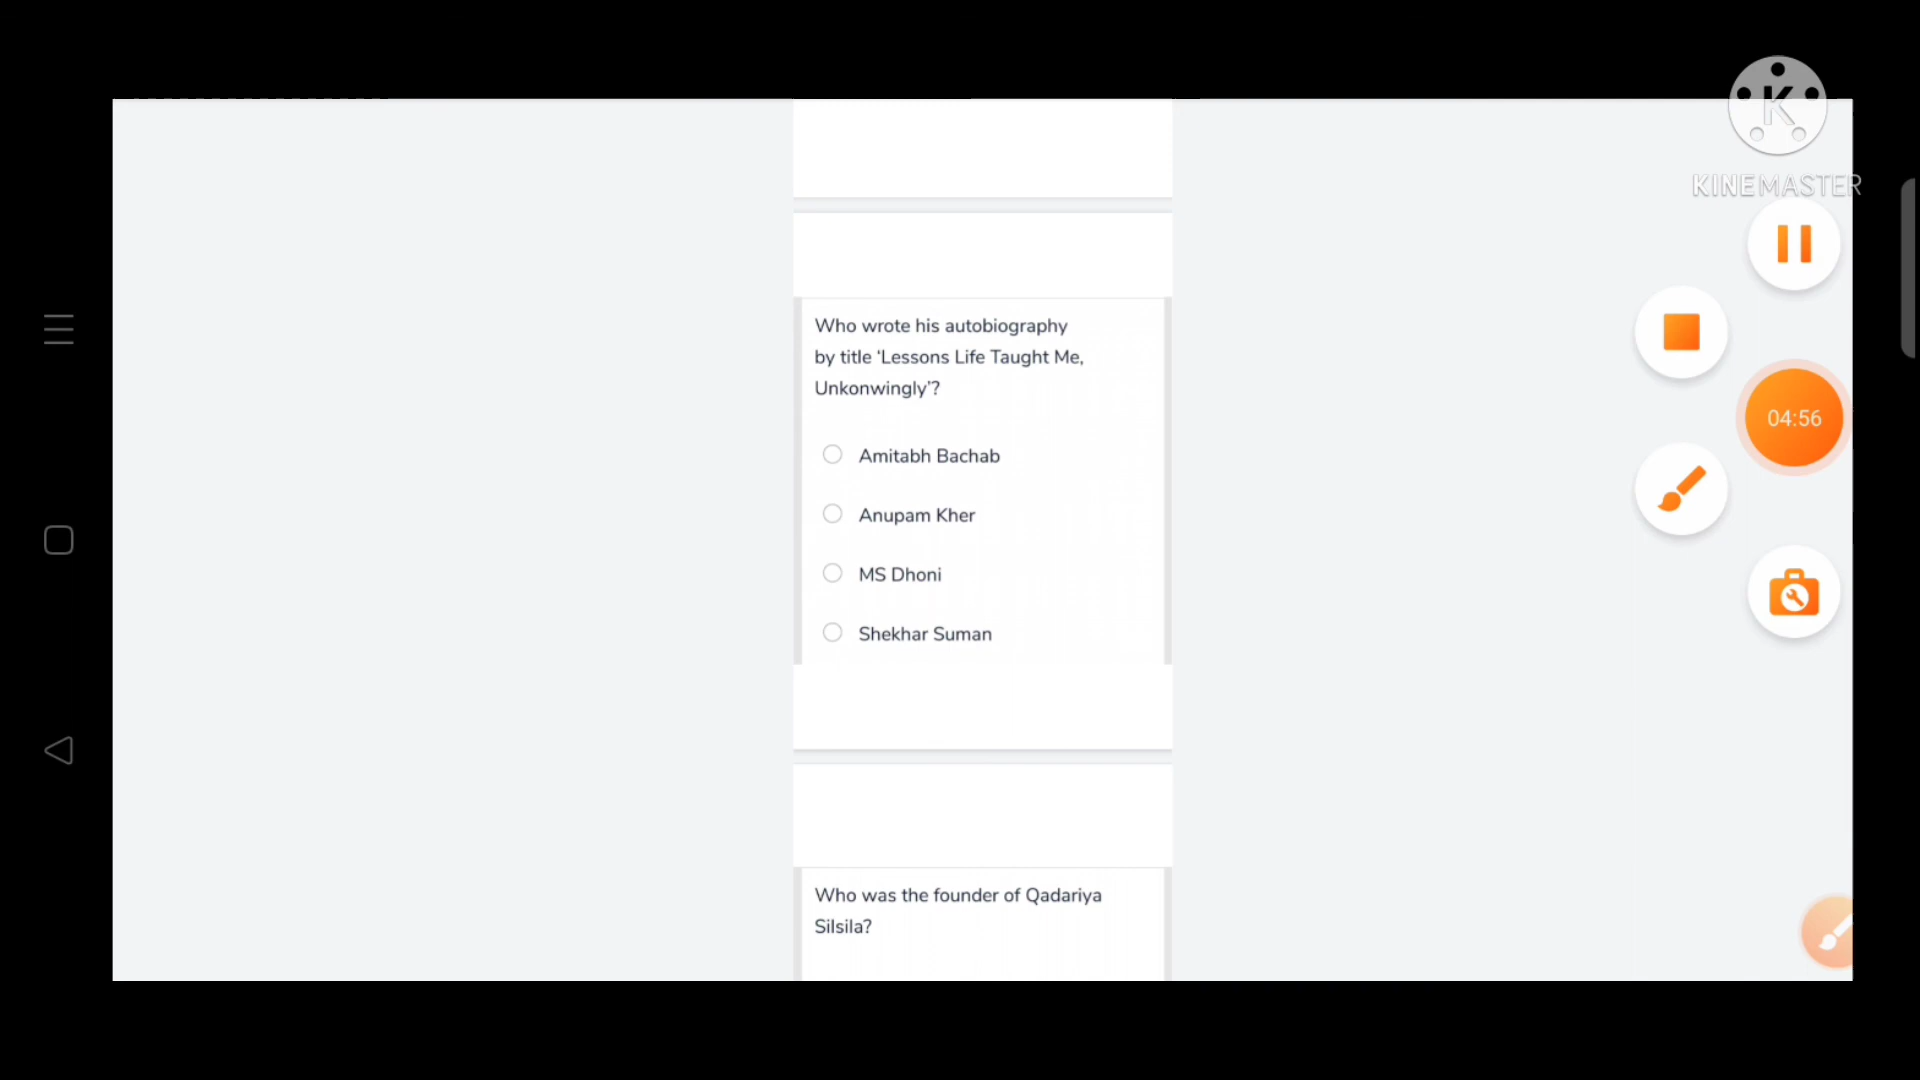 KINEMASTER
Who wrote his autobiography
by title ‘Lessons Life Taught Me,
Unkonwingly’?
Amitabh Bachab
Anupam Kher
MS Dhoni
04:56
Shekhar Suman
Who was the founder of Qadariya
Silsila?